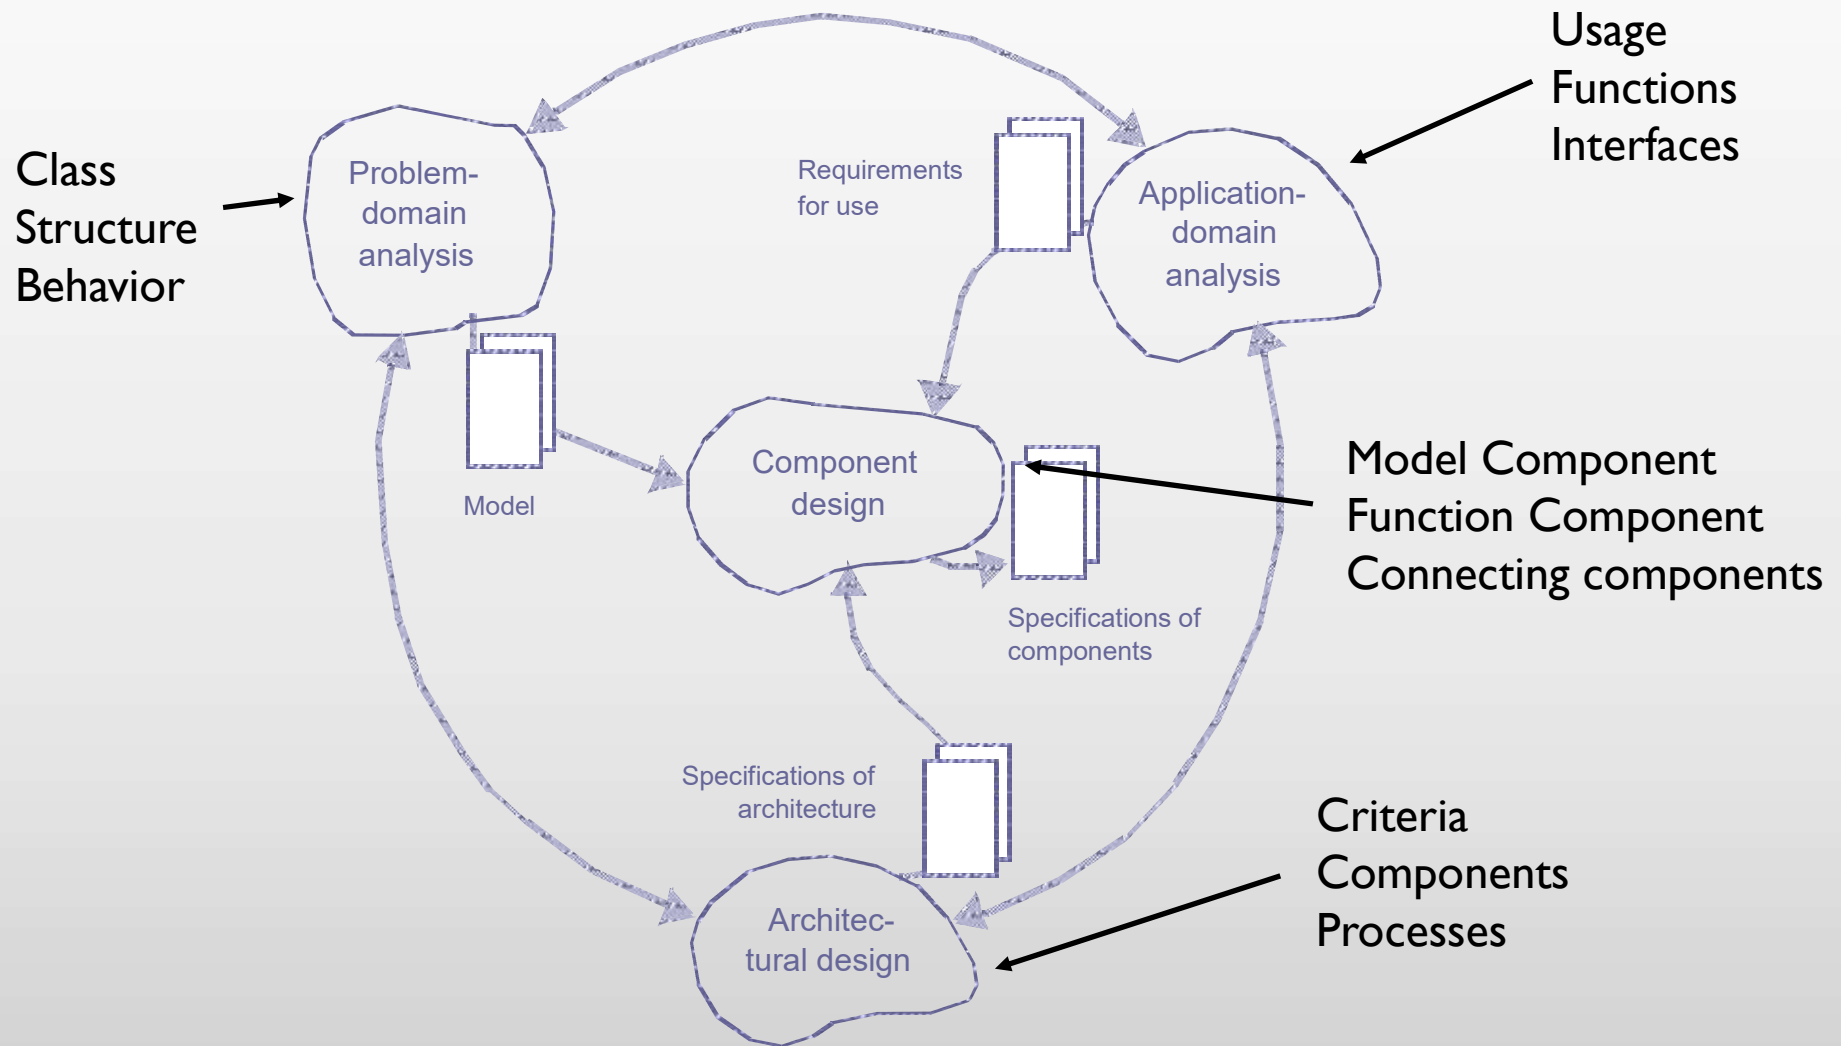 Usage
Functions
Interfaces
Class
Structure
Behavior
Problem-
domain
analysis
Requirements
for use
Application-
domain
analysis
Model
Component
design
Model Component
Function Component
Connecting components
Specifications of
components
Specifications of
architecture
Criteria
Components
Processes
Architec-
tural design